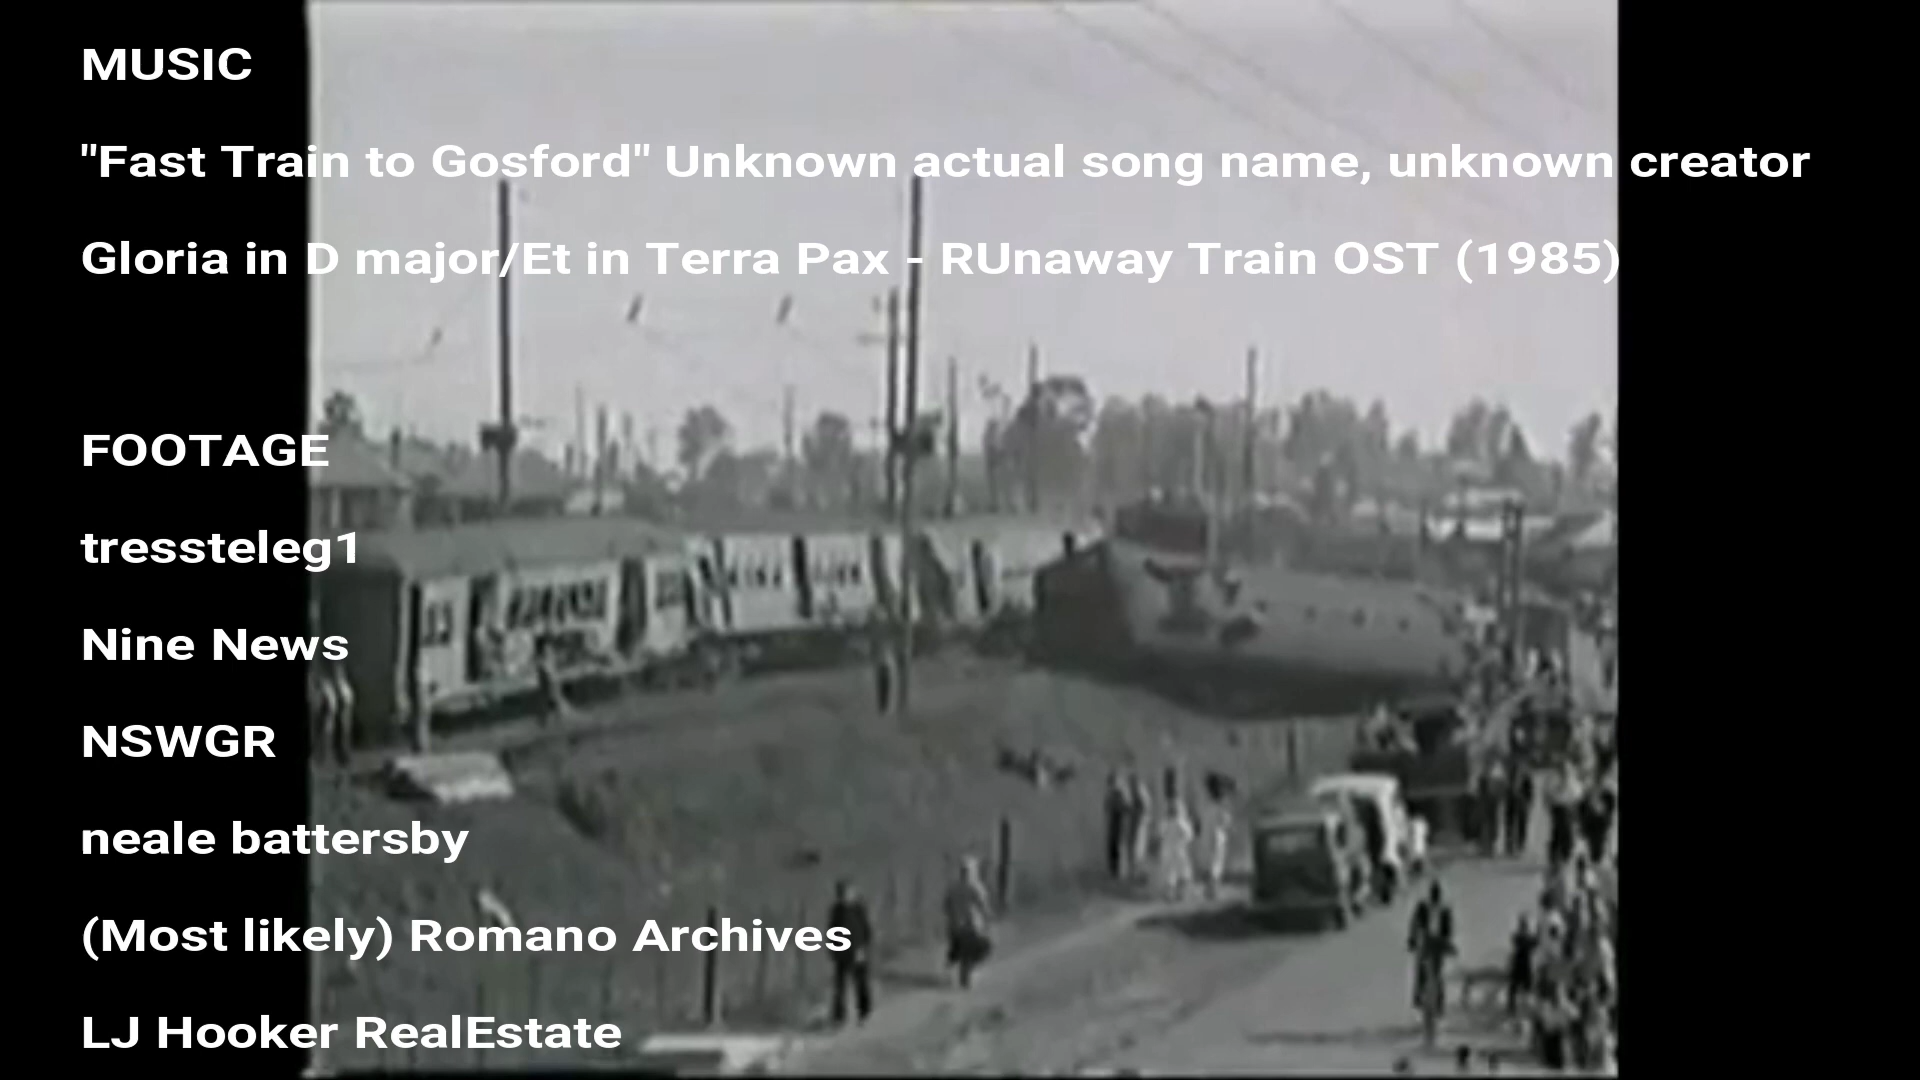 MUSIC
"Fast Train to Gosford" Unknown actual song name, unknown creator
Gloria in D major/Et in Terra Pax - RUnaway Train OST (1985)
FOOTAGE
tressteleg1
Nine News
NSWGR
neale battersby
(Most likely) Romano Archives
LJ Hooker RealEstate